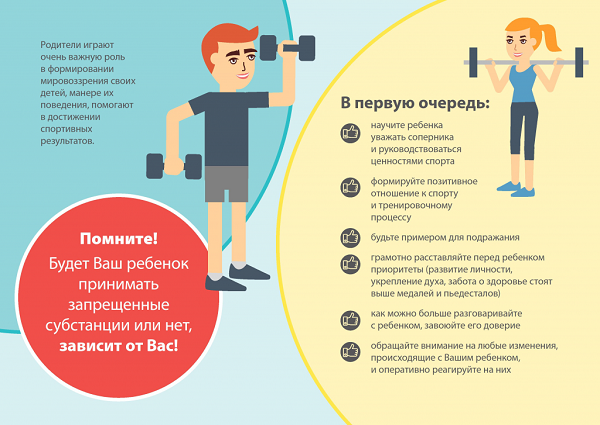 Родители играют
очень важную роль
в формировании
мировоззрения своих
детей, манере их
поведения, помогают
в достижении
спортивных
результатов.
Помните!
Будет Ваш ребенок
принимать
запрещенные
субстанции или нет,
зависит от Вас!
В первую очередь:
научите ребенка
уважать соперника
и руководствоваться
ценностями спорта
формируйте позитивное
отношение к спорту
и тренировочному
процессу
будьте примером для подражания
грамотно расставляйте перед ребенком
приоритеты (развитие личности,
укрепление духа, забота о здоровье стоят
выше медалей и пьедесталов)
как можно больше разговаривайте
с ребенком, завоюйте его доверие
обращайте внимание на любые изменения,
происходящие с Вашим ребенком,
и оперативно реагируйте на них